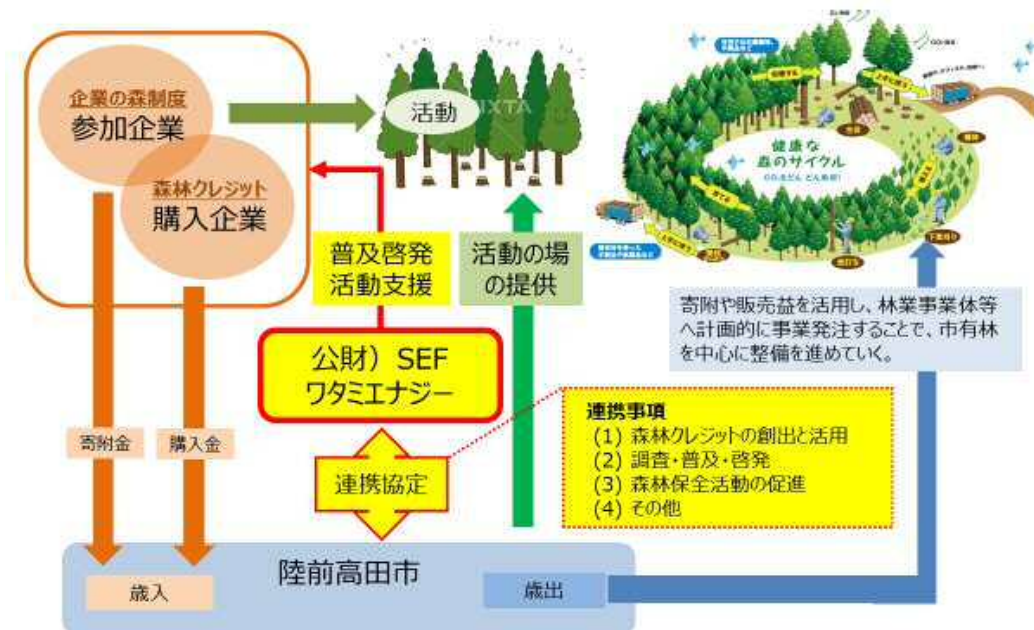 企業の森制度
参加企業
森林クレジット
購入企業
活動
普及啓発
活動支援
活動の場
の提供
健康な
森のサイクル
寄附や販売益を活用し、林業事業体等
へ計画的に事業発注することで、市有林
を中心に整備を進めていく。
公財）SEF
ワタミエナジー
連携事項
(1) 森林クレジットの創出と活用
(2) 調査・普及・啓発
(3) 森林保全活動の促進
(4) その他
寄附金
購入金
連携協定
陸前高田市
歳入
歳出